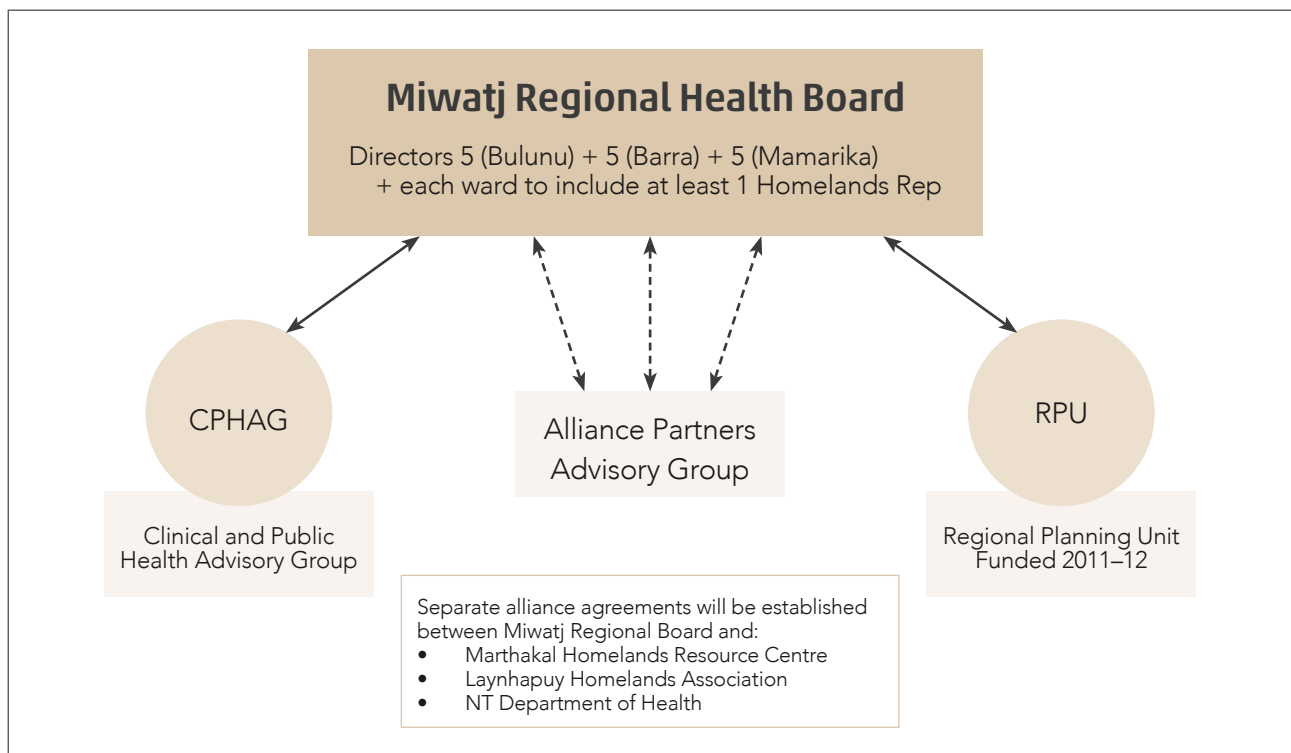 Miwatj Regional Health Board
Directors 5 (Bulunu) + 5 (Barra) + 5 (Mamarika)
+ each ward to include at least 1 Homelands Rep
CPHAG
Clinical and Public
Health Advisory Group
Alliance Partners
Advisory Group
RPU
Regional Planning Unit
Funded 2011–12
Separate alliance agreements will be established
between Miwatj Regional Board and:
• Marthakal Homelands Resource Centre
• Laynhapuy Homelands Association
• NT Department of Health